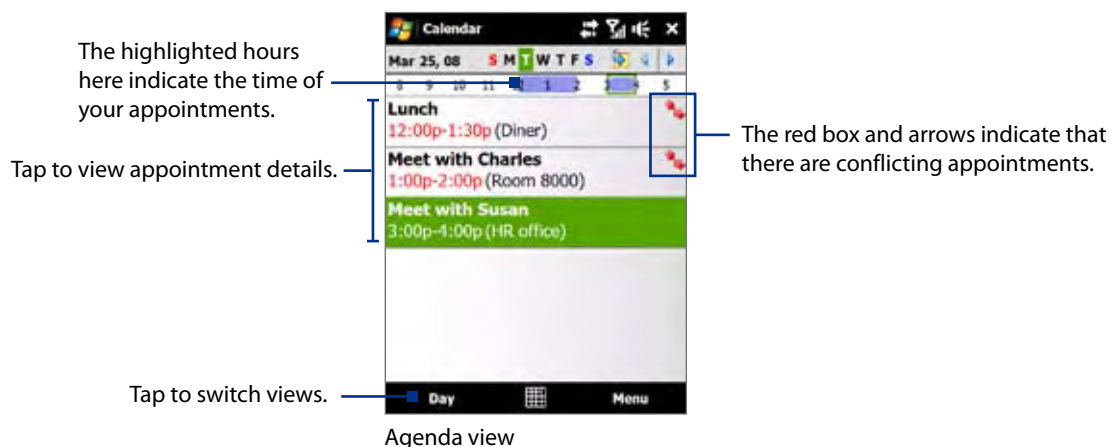 Calendar
Mar 25, 08 S M T W T F S
8 9 10 11 1 2 3 4 5
Lunch
12:00p-1:30p (Diner)
Meet with Charles
1:00p-2:00p (Room 8000)
Meet with Susan
3:00p-4:00p (HR office)
Day Menu
The highlighted hours
here indicate the time of
your appointments.
Tap to view appointment details.
The red box and arrows indicate that
there are conflicting appointments.
Tap to switch views.
Agenda view